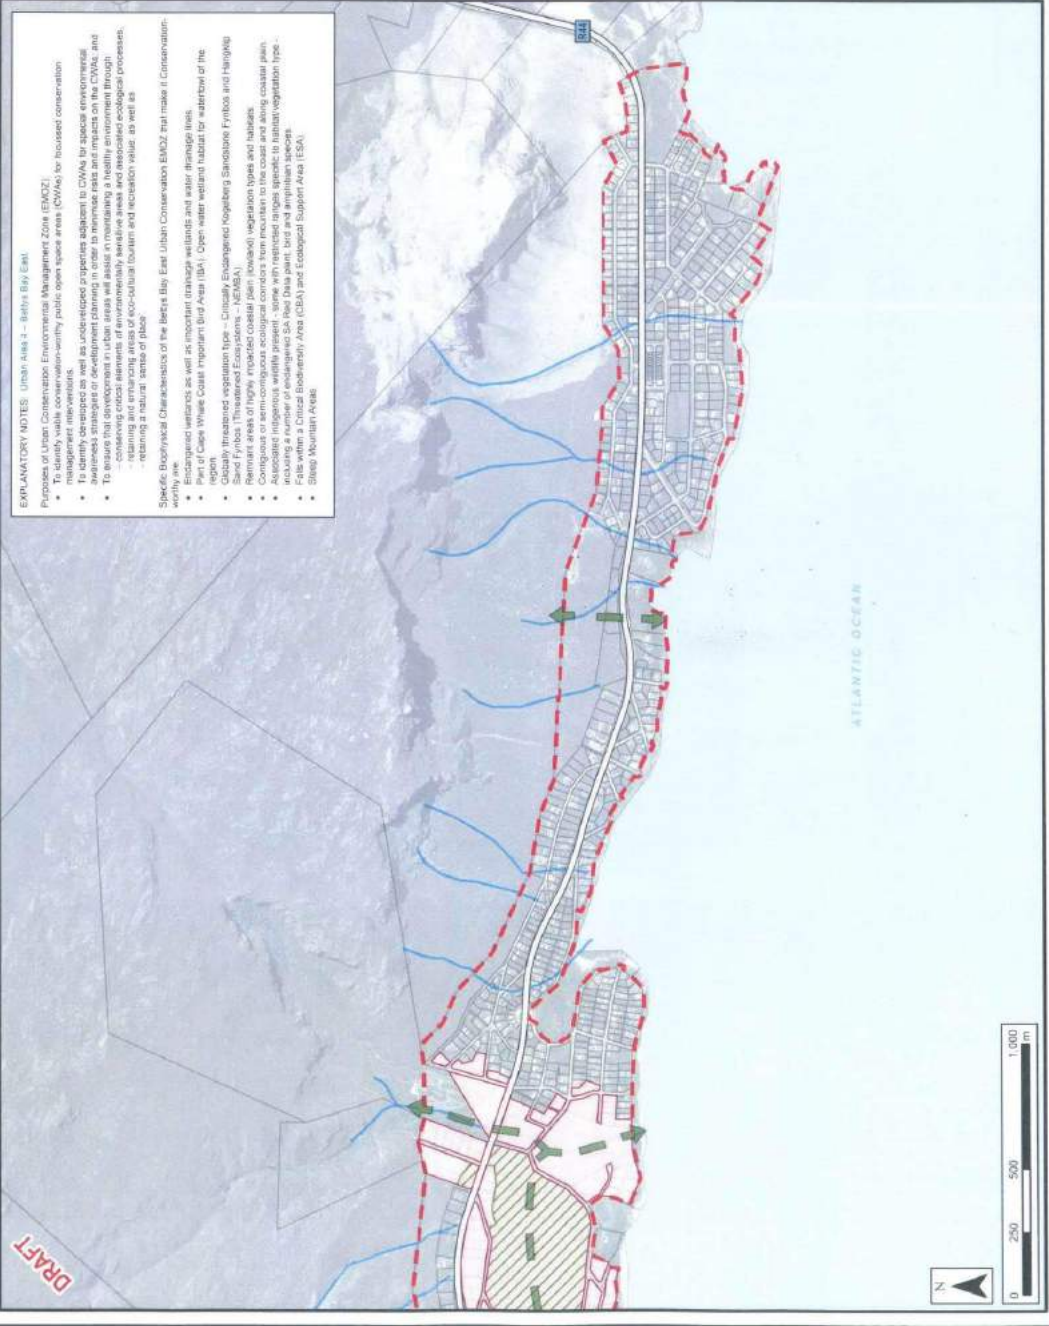 DRAFT
EXPLANATORY NOTES: Urban Area 4 – Bettys Bay East
Purposes of Urban Conservation Environmental Management Zone (EMOZ)
• To identify viable conservation-worthy public open space areas (CWAs) for focussed conservation
management interventions.
• To identify developed as well as undeveloped properties adjacent to CWAs for special environmental
awareness strategies or development planning in order to minimise risks and impacts on the CWAs; and
• To ensure that development in urban areas will assist in maintaining a healthy environment through
- conserving critical elements of environmentally sensitive areas and associated ecological processes,
- retaining and enhancing areas of eco-cultural tourism and recreation value, as well as
- retaining a natural sense of place
Specific Biophysical Characteristics of the Bettys Bay East Urban Conservation EMOZ that make it Conservation-
worthy are:
• Endangered wetlands as well as important drainage wetlands and water drainage lines
• Part of Cape Whale Coast Important Bird Area (IBA): Open water wetland habitat for waterfowl of the
region
• Globally threatened vegetation type – Critically Endangered Kogelberg Sandstone Fynbos and Hangklip
Sand Fynbos (Threatened Ecosystems – NEMBA)
• Remnant areas of highly impacted coastal plain (lowland) vegetation types and habitats
• Contiguous or semi-contiguous ecological corridors from mountain to the coast and along coastal plain
• Associated indigenous wildlife present - some with restricted ranges specific to habitat/vegetation type -
including a number of endangered SA Red Data plant, bird and amphibian species
• Falls within a Critical Biodiversity Area (CBA) and Ecological Support Area (ESA)
• Steep Mountain Areas
R44
ATLANTIC OCEAN
N
0 250 500 1,000
m